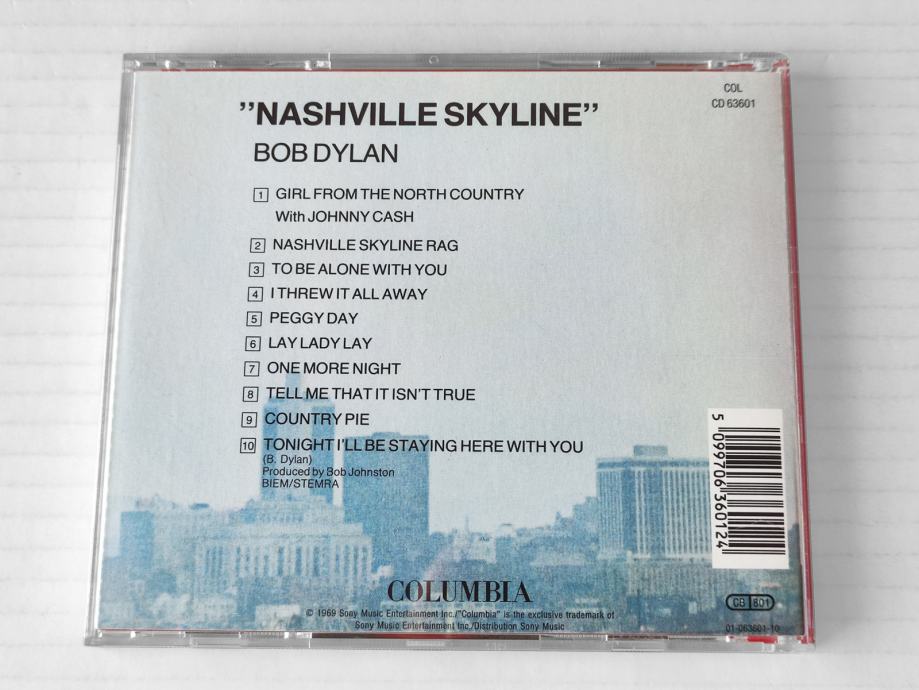 COL
CD 63601
”NASHVILLE SKYLINE”
BOB DYLAN
1 GIRL FROM THE NORTH COUNTRY
With JOHNNY CASH
2 NASHVILLE SKYLINE RAG
3 TO BE ALONE WITH YOU
4 I THREW IT ALL AWAY
5 PEGGY DAY
6 LAY LADY LAY
7 ONE MORE NIGHT
8 TELL ME THAT IT ISN'T TRUE
9 COUNTRY PIE
10 TONIGHT I'LL BE STAYING HERE WITH YOU
(B. Dylan)
Produced by Bob Johnston
BIEM/STEMRA
5 099706 360124
COLUMBIA
CB 801
© 1969 Sony Music Entertainment Inc./"Columbia" is the exclusive trademark of
Sony Music Entertainment Inc./Distribution Sony Music
01-063601-10